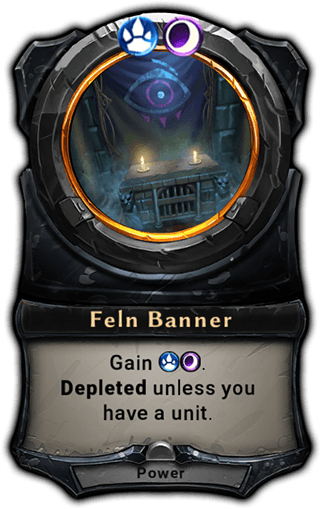 Feln Banner
Gain .
Depleted unless you
have a unit.
Power